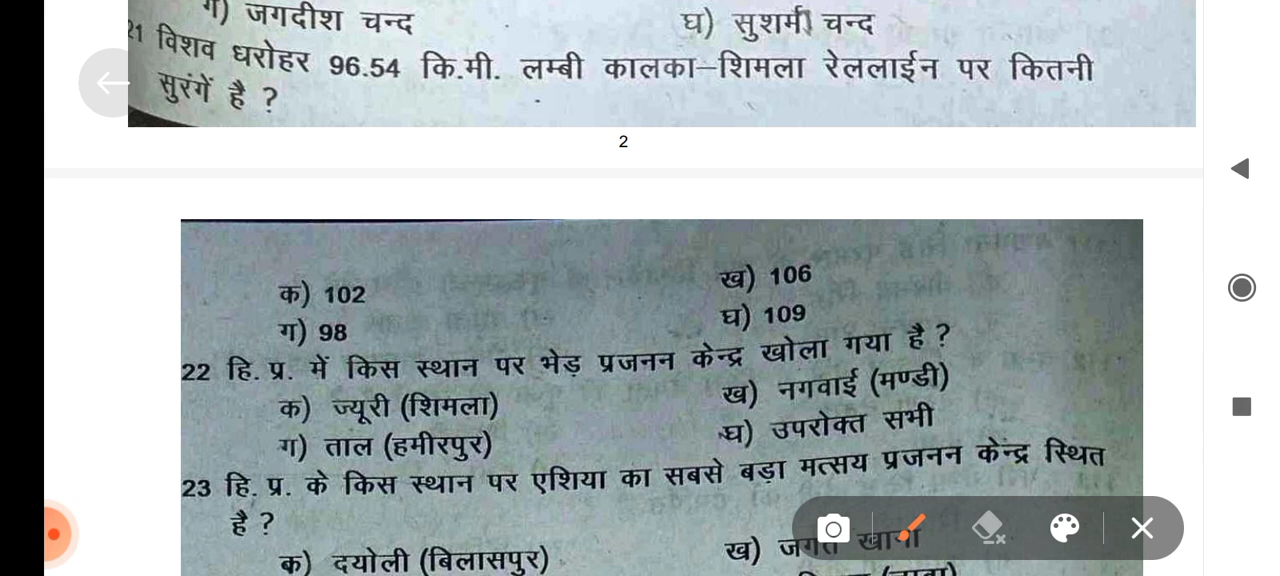 ग) जगदीश चन्द
घ) सुशर्मा चन्द
21 विशव धरोहर 96.54 कि.मी. लम्बी कालका–शिमला रेललाईन पर कितनी
सुरंगें है ?
2
क) 102
ख) 106
ग) 98
घ) 109
22 हि. प्र. में किस स्थान पर भेड़ प्रजनन केन्द्र खोला गया है ?
क) ज्यूरी (शिमला)
ख) नगवाई (मण्डी)
ग) ताल (हमीरपुर)
घ) उपरोक्त सभी
23 हि. प्र. के किस स्थान पर एशिया का सबसे बड़ा मत्सय प्रजनन केन्द्र स्थित
है ?
क) दयोली (बिलासपुर)
ख) जगत खाना